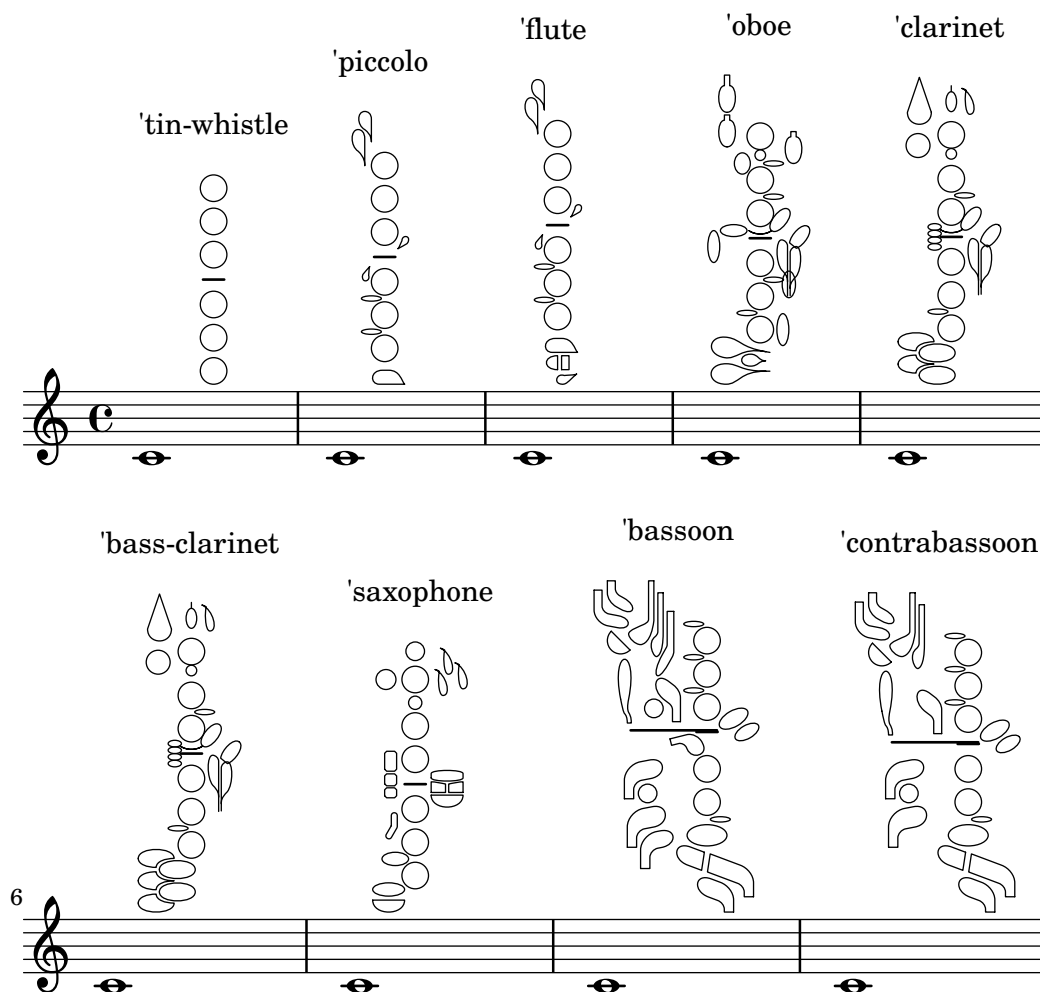 'tin-whistle
'piccolo
'flute
'oboe
'clarinet
'bass-clarinet
'saxophone
'bassoon
'contrabassoon
6